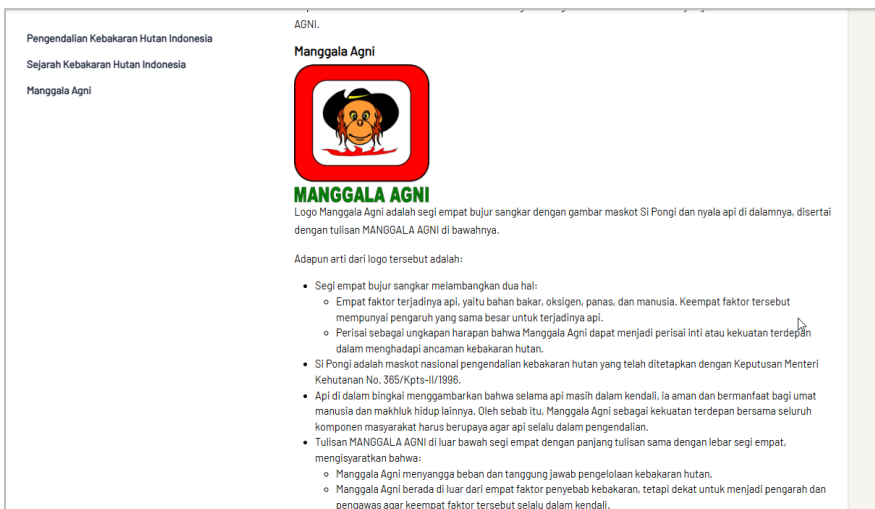 AGNI.
Pengendalian Kebakaran Hutan Indonesia
Sejarah Kebakaran Hutan Indonesia
Manggala Agni
Manggala Agni
MANGGALA AGNI
Logo Manggala Agni adalah segi empat bujur sangkar dengan gambar maskot Si Pongi dan nyala api di dalamnya, disertai
dengan tulisan MANGGALA AGNI di bawahnya.
Adapun arti dari logo tersebut adalah:
Segi empat bujur sangkar melambangkan dua hal:
Empat faktor terjadinya api, yaitu bahan bakar, oksigen, panas, dan manusia. Keempat faktor tersebut
mempunyai pengaruh yang sama besar untuk terjadinya api.
Perisai sebagai ungkapan harapan bahwa Manggala Agni dapat menjadi perisai inti atau kekuatan terdepan
dalam menghadapi ancaman kebakaran hutan.
Si Pongi adalah maskot nasional pengendalian kebakaran hutan yang telah ditetapkan dengan Keputusan Menteri
Kehutanan No. 365/Kpts-II/1996.
Api di dalam bingkai menggambarkan bahwa selama api masih dalam kendali, ia aman dan bermanfaat bagi umat
manusia dan makhluk hidup lainnya. Oleh sebab itu, Manggala Agni sebagai kekuatan terdepan bersama seluruh
komponen masyarakat harus berupaya agar api selalu dalam pengendalian.
Tulisan MANGGALA AGNI di luar bawah segi empat dengan panjang tulisan sama dengan lebar segi empat,
mengisyaratkan bahwa:
Manggala Agni menyangga beban dan tanggung jawab pengelolaan kebakaran hutan.
Manggala Agni berada di luar dari empat faktor penyebab kebakaran, tetapi dekat untuk menjadi pengarah dan
pengawas agar keempat faktor tersebut selalu dalam kendali.